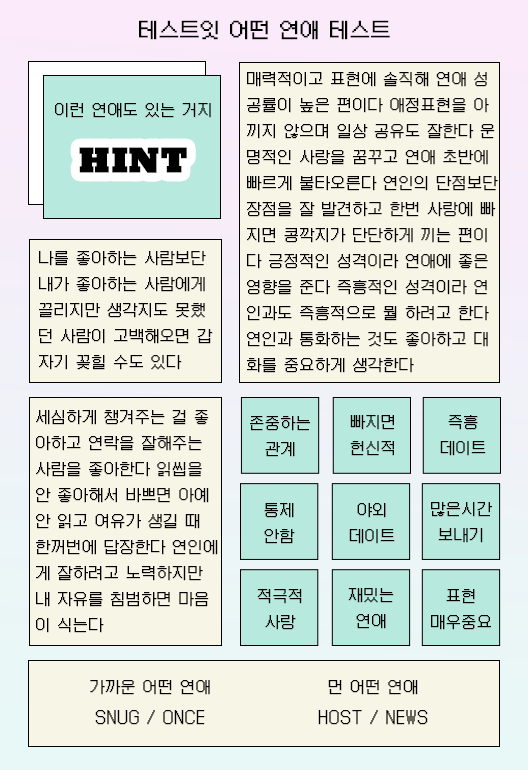 테스트잇 어떤 연애 테스트
이런 연애도 있는 거지
HINT
매력적이고 표현에 솔직해 연애 성
공률이 높은 편이다 애정표현을 아
끼지 않으며 일상 공유도 잘한다 운
명적인 사랑을 꿈꾸고 연애 초반에
빠르게 불타오른다 연인의 단점보단
장점을 잘 발견하고 한번 사랑에 빠
지면 콩깍지가 단단하게 끼는 편이
다 긍정적인 성격이라 연애에 좋은
영향을 준다 즉흥적인 성격이라 연
인과도 즉흥적으로 뭘 하려고 한다
연인과 통화하는 것도 좋아하고 대
화를 중요하게 생각한다
나를 좋아하는 사람보단
내가 좋아하는 사람에게
끌리지만 생각지도 못했
던 사람이 고백해오면 갑
자기 꽂힐 수도 있다
세심하게 챙겨주는 걸 좋
아하고 연락을 잘해주는
사람을 좋아한다 읽씹을
안 좋아해서 바쁘면 아예
안 읽고 여유가 생길 때
한꺼번에 답장한다 연인에
게 잘하려고 노력하지만
내 자유를 침범하면 마음
이 식는다
존중하는
관계
빠지면
헌신적
즉흥
데이트
통제
안함
야외
데이트
많은시간
보내기
적극적
사랑
재밌는
연애
표현
매우중요
가까운 어떤 연애
SNUG / ONCE
먼 어떤 연애
HOST / NEWS